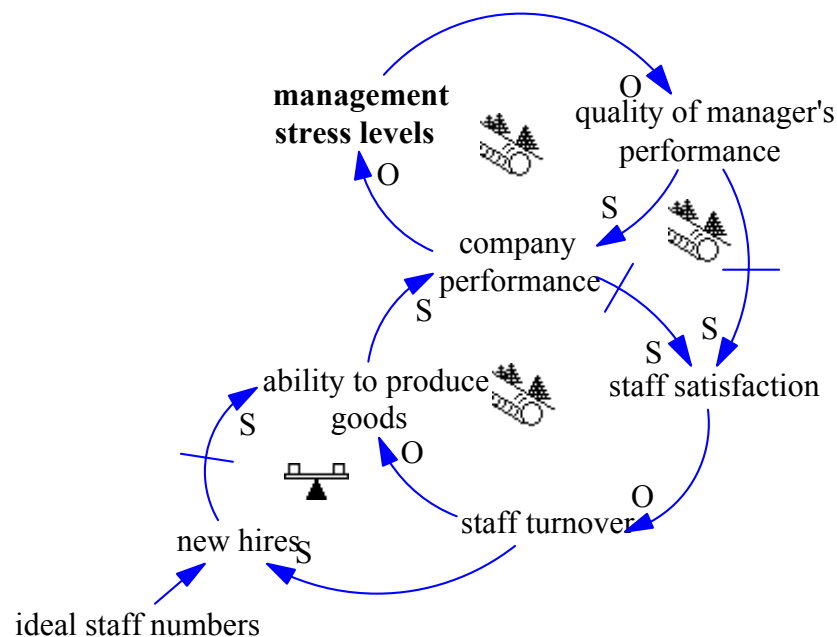 management
stress levels
O
quality of manager's
performance
O
S
company
performance
S
S
S
ability to produce
goods
staff satisfaction
S
O
O
staff turnover
new hires
S
ideal staff numbers